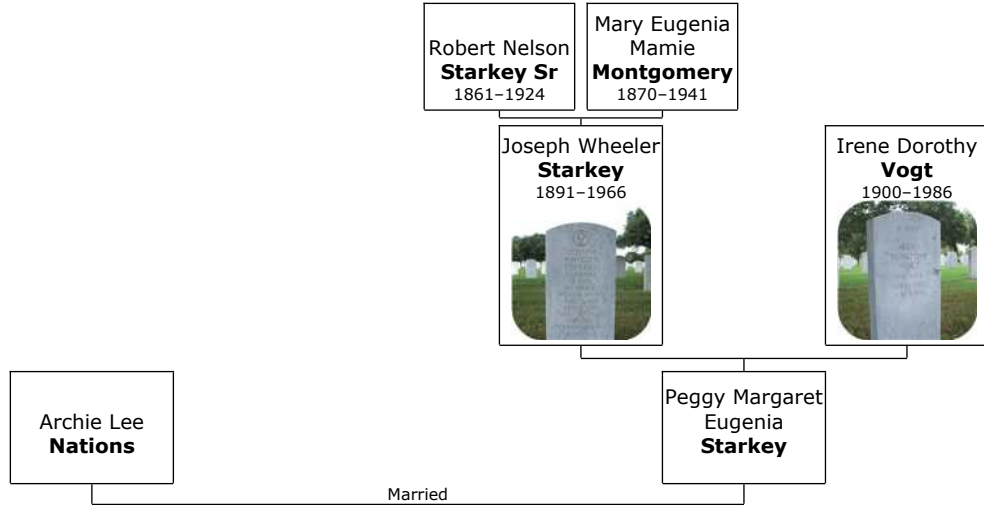 Robert Nelson
Starkey Sr
1861–1924
Mary Eugenia
Mamie
Montgomery
1870–1941
Joseph Wheeler
Starkey
1891–1966
Irene Dorothy
Vogt
1900–1986
Archie Lee
Nations
Peggy Margaret
Eugenia
Starkey
Married